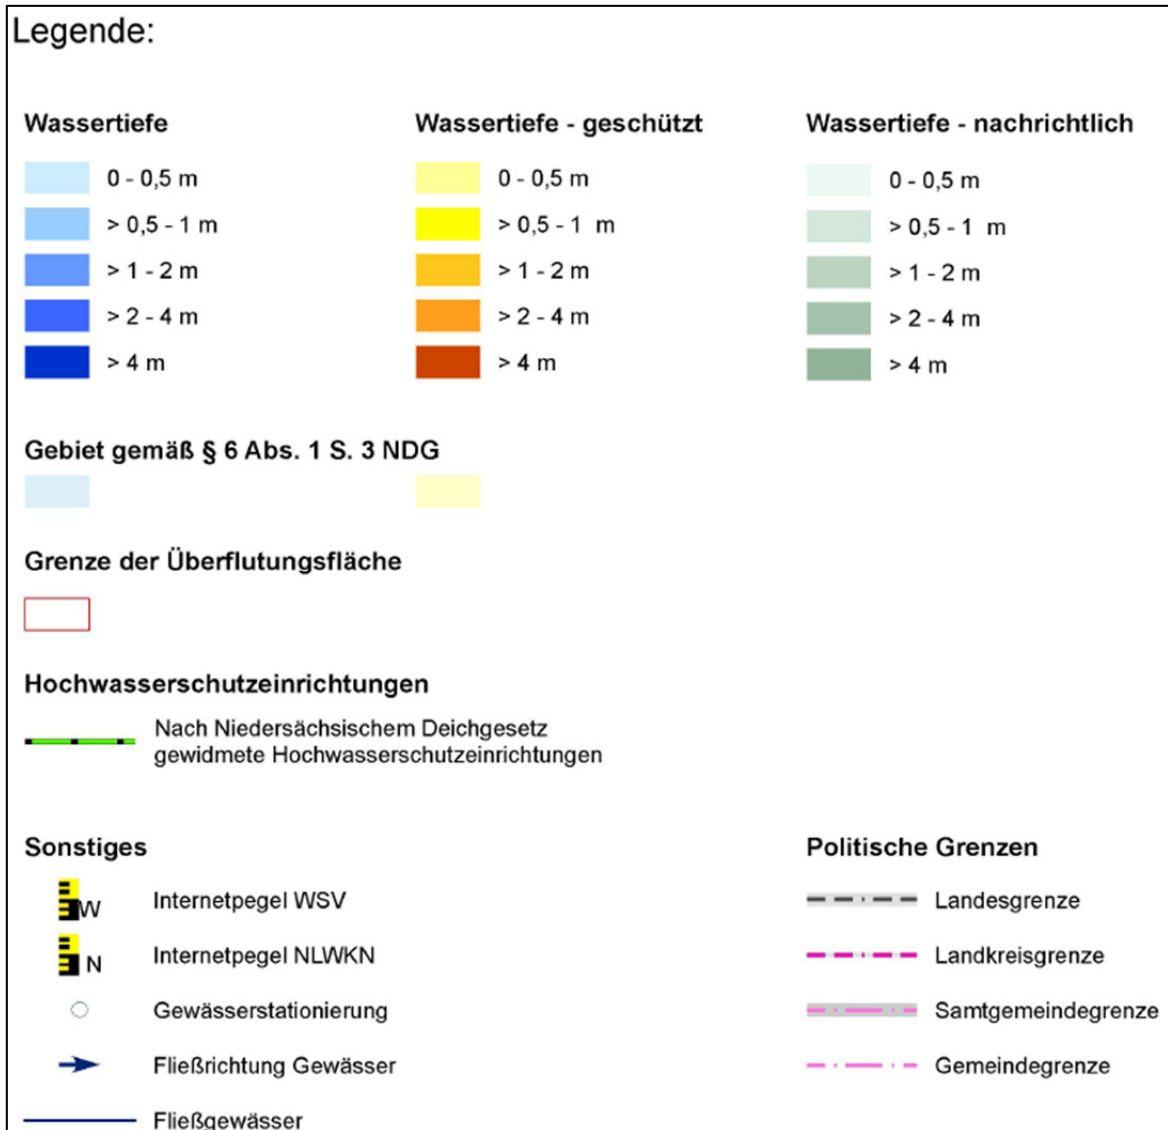 Legende:
Wassertiefe
0 - 0,5 m
> 0,5 - 1 m
> 1 - 2 m
> 2 - 4 m
> 4 m
Wassertiefe - geschützt
0 - 0,5 m
> 0,5 - 1 m
> 1 - 2 m
> 2 - 4 m
> 4 m
Wassertiefe - nachrichtlich
0 - 0,5 m
> 0,5 - 1 m
> 1 - 2 m
> 2 - 4 m
> 4 m
Gebiet gemäß § 6 Abs. 1 S. 3 NDG
Grenze der Überflutungsfläche
Hochwasserschutzeinrichtungen
Nach Niedersächsischem Deichgesetz
gewidmete Hochwasserschutzeinrichtungen
Sonstiges
W Internetpegel WSV
N Internetpegel NLWKN
Gewässerstationierung
Fließrichtung Gewässer
Fließgewässer
Politische Grenzen
Landesgrenze
Landkreisgrenze
Samtgemeindegrenze
Gemeindegrenze